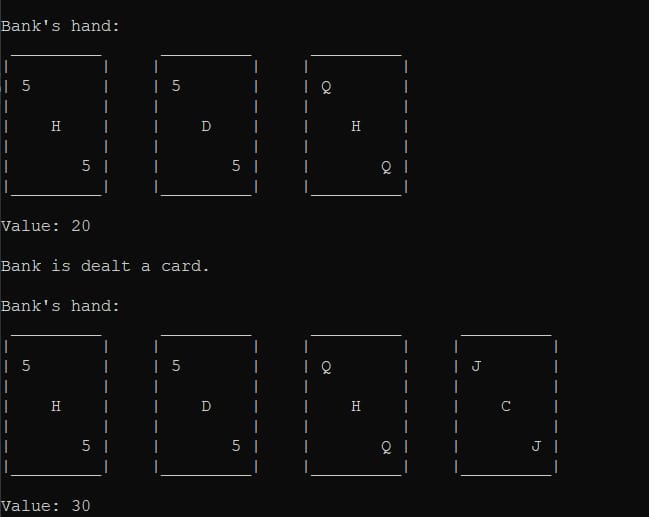 Bank's hand:
5 5 Q
H D H
5 5 Q
Value: 20
Bank is dealt a card.
Bank's hand:
5 5 Q J
H D H C
5 5 Q J
Value: 30